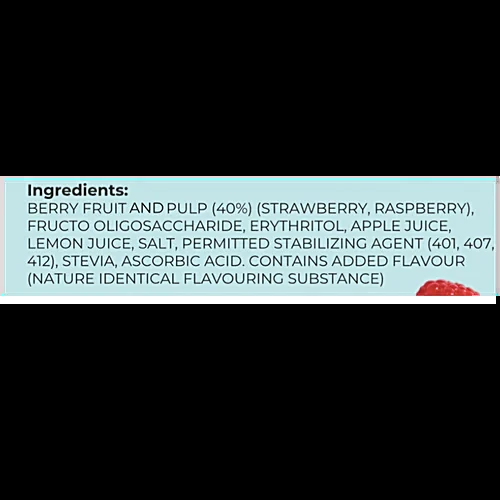 Ingredients:
BERRY FRUIT AND PULP (40%) (STRAWBERRY, RASPBERRY),
FRUCTO OLIGOSACCHARIDE, ERYTHRITOL, APPLE JUICE,
LEMON JUICE, SALT, PERMITTED STABILIZING AGENT (401, 407,
412), STEVIA, ASCORBIC ACID. CONTAINS ADDED FLAVOUR
(NATURE IDENTICAL FLAVOURING SUBSTANCE)